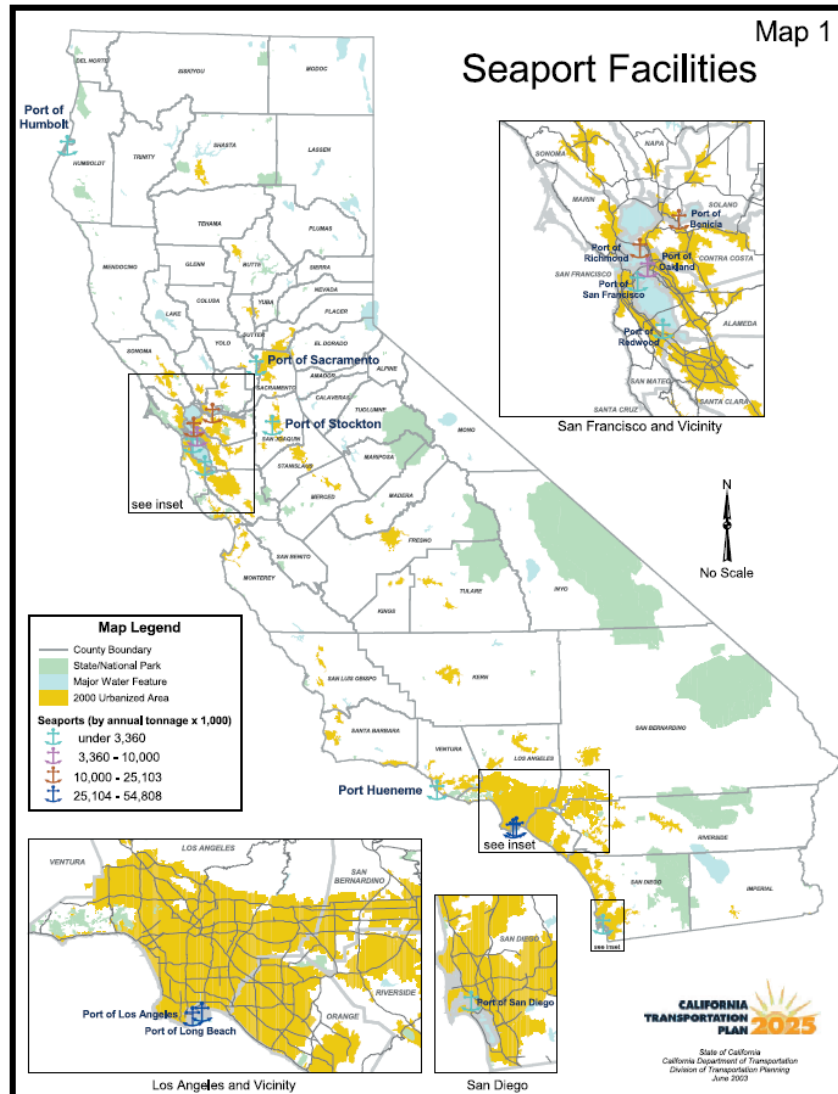 Map 1
Seaport Facilities
DEL NORTE
SISKIYOU
MODOC
Port of
Humbolt
HUMBOLDT
TRINITY
SHASTA
LASSEN
TEHAMA
PLUMAS
MENDOCINO
GLENN
BUTTE
SIERRA
COLUSA
YUBA
NEVADA
PLACER
LAKE
SUTTER
YOLO
EL DORADO
SONOMA
Port of Sacramento
ALPINE
SACRAMENTO
AMADOR
CALAVERAS
TUOLUMNE
Port of Stockton
SAN JOAQUIN
MONO
STANISLAUS
MARIPOSA
see inset
MERCED
MADERA
FRESNO
SAN BENITO
MONTEREY
KINGS
TULARE
INYO
SAN LUIS OBISPO
KERN
SAN BERNARDINO
SANTA BARBARA
VENTURA
LOS ANGELES
Port Hueneme
see inset
RIVERSIDE
SAN DIEGO
IMPERIAL
see inset
SONOMA
NAPA
SOLANO
MARIN
Port of
Benicia
Port of
Richmond
Port of
Oakland
CONTRA COSTA
SAN FRANCISCO
Port of
San Francisco
Port of
Redwood
ALAMEDA
SAN MATEO
SANTA CLARA
SANTA CRUZ
San Francisco and Vicinity
N
No Scale
Map Legend
County Boundary
State/National Park
Major Water Feature
2000 Urbanized Area
Seaports (by annual tonnage x 1,000)
under 3,360
3,360 - 10,000
10,000 - 25,103
25,104 - 54,808
VENTURA
LOS ANGELES
SAN
BERNARDINO
RIVERSIDE
ORANGE
Port of Los Angeles
Port of Long Beach
Los Angeles and Vicinity
SAN DIEGO
Port of San Diego
San Diego
CALIFORNIA
TRANSPORTATION
PLAN 2025
State of California
California Department of Transportation
Division of Transportation Planning
June 2003